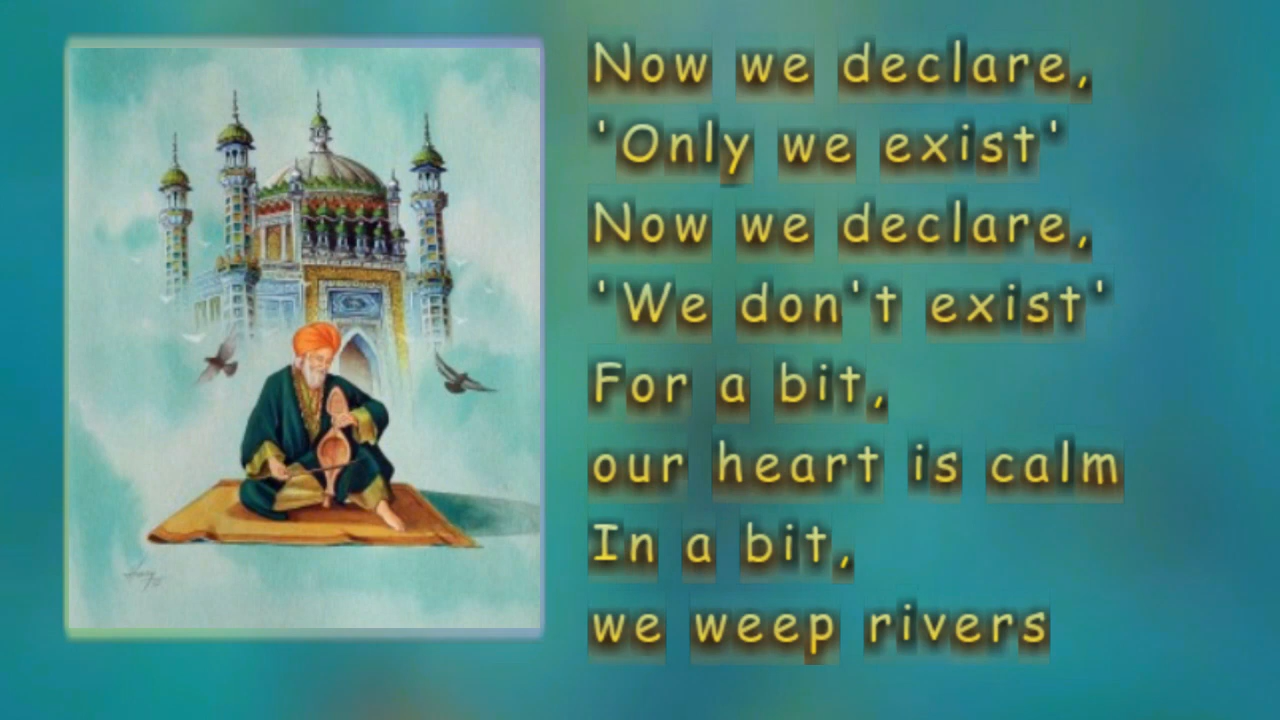 Now we declare,
'Only we exist'
Now we declare,
'We don't exist'
For a bit,
our heart is calm
In a bit,
we weep rivers